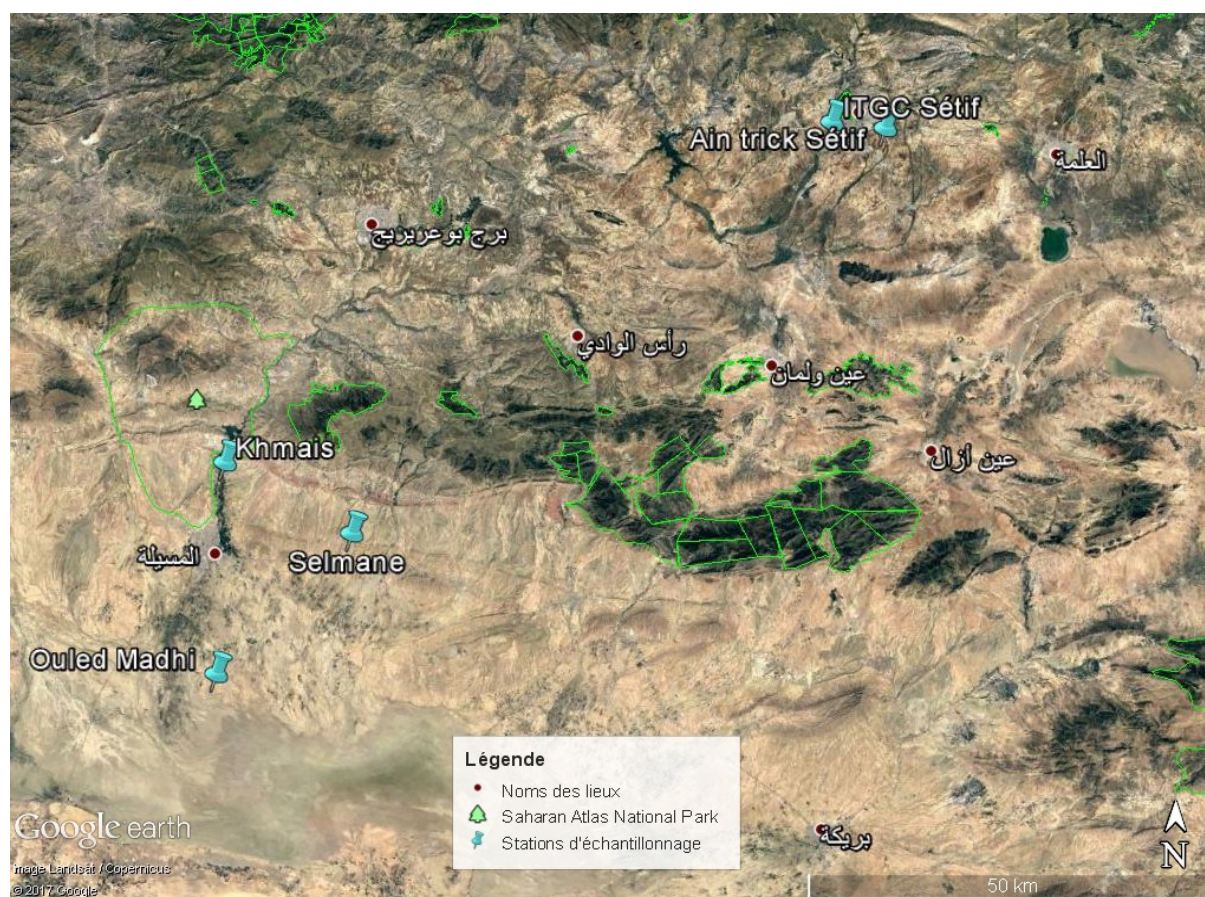 ITGC Sétif
Ain trick Sétif
العلمة
برج بوعريريج
رأس الوادي
عين ولمان
Khmais
عين أزال
Selmane
المسيلة
Ouled Madhi
Légende
Noms des lieux
Saharan Atlas National Park
Stations d'échantillonnage
بريكة
Google earth
Image Landsat / Copernicus
© 2017 Google
N
50 km